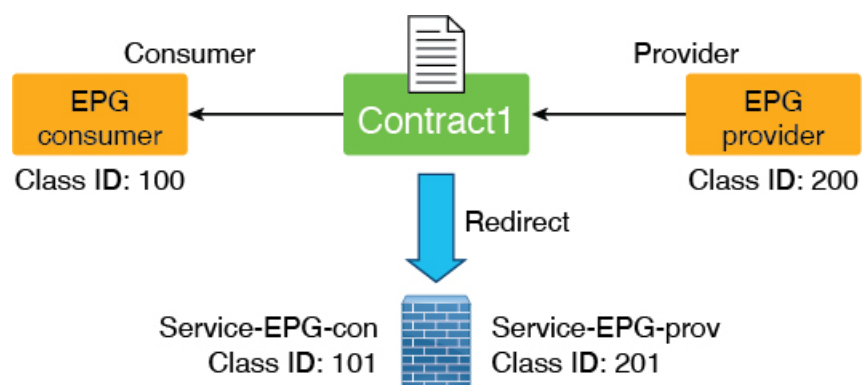 Consumer
Provider
EPG
consumer
Contract1
EPG
provider
Class ID: 100
Class ID: 200
Redirect
Service-EPG-con
Class ID: 101
Service-EPG-prov
Class ID: 201